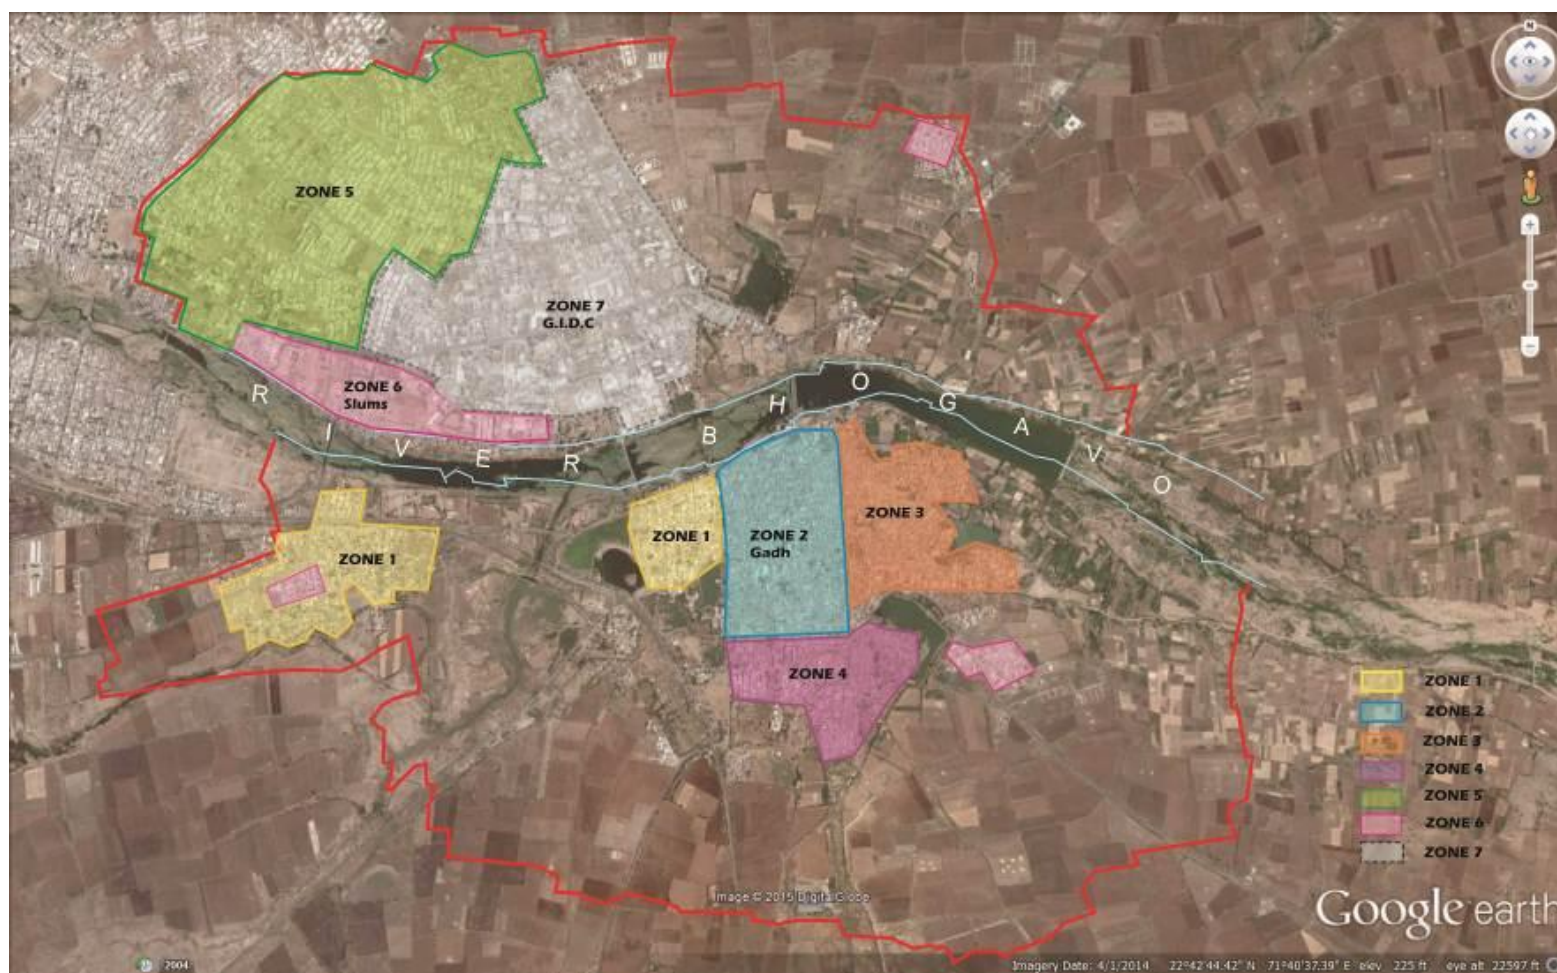 N
ZONE 5
ZONE 7
G.I.D.C
ZONE 6
Slums
R I V E R B H O G A V O
ZONE 1
ZONE 1
ZONE 2
Gadh
ZONE 3
ZONE 4
ZONE 1
ZONE 2
ZONE 3
ZONE 4
ZONE 5
ZONE 6
ZONE 7
Image © 2015 DigitalGlobe
Google earth
2004
Imagery Date: 4/1/2014 22°42'44.42" N 71°40'37.39" E elev 225 ft eye alt 22597 ft